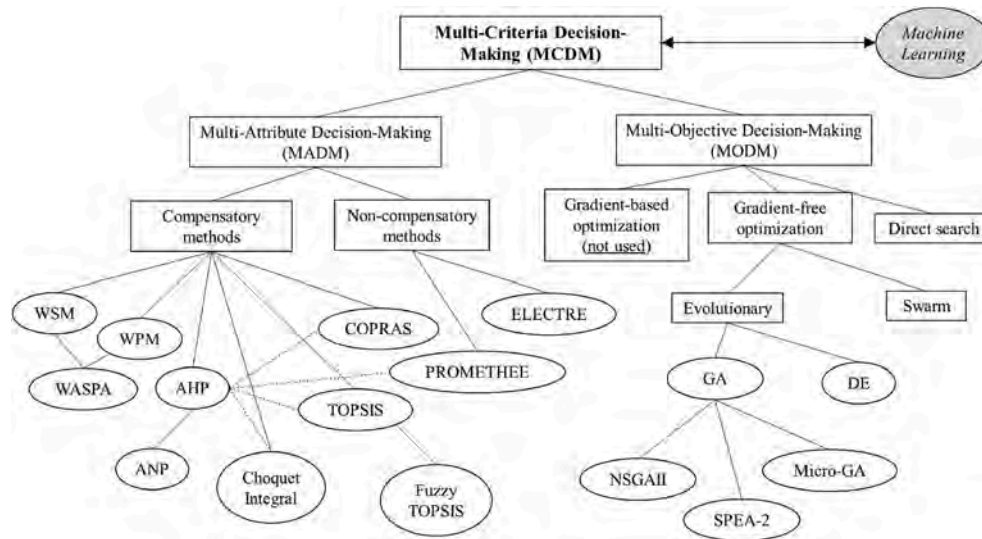 Multi-Criteria Decision-
Making (MCDM)
Machine
Learning
Multi-Attribute Decision-Making
(MADM)
Multi-Objective Decision-Making
(MODM)
Compensatory
methods
Non-compensatory
methods
Gradient-based
optimization
(not used)
Gradient-free
optimization
Direct search
WSM
WPM
WASPA
AHP
COPRAS
ELECTRE
PROMETHEE
TOPSIS
ANP
Choquet
Integral
Fuzzy
TOPSIS
Evolutionary
Swarm
GA
DE
NSGAII
SPEA-2
Micro-GA